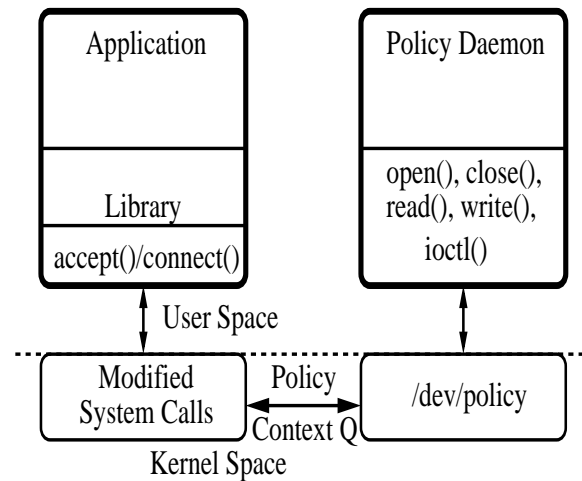 Application
Library
accept()/connect()
Policy Daemon
open(), close(),
read(), write(),
ioctl()
User Space
Modified
System Calls
Policy
Context Q
/dev/policy
Kernel Space